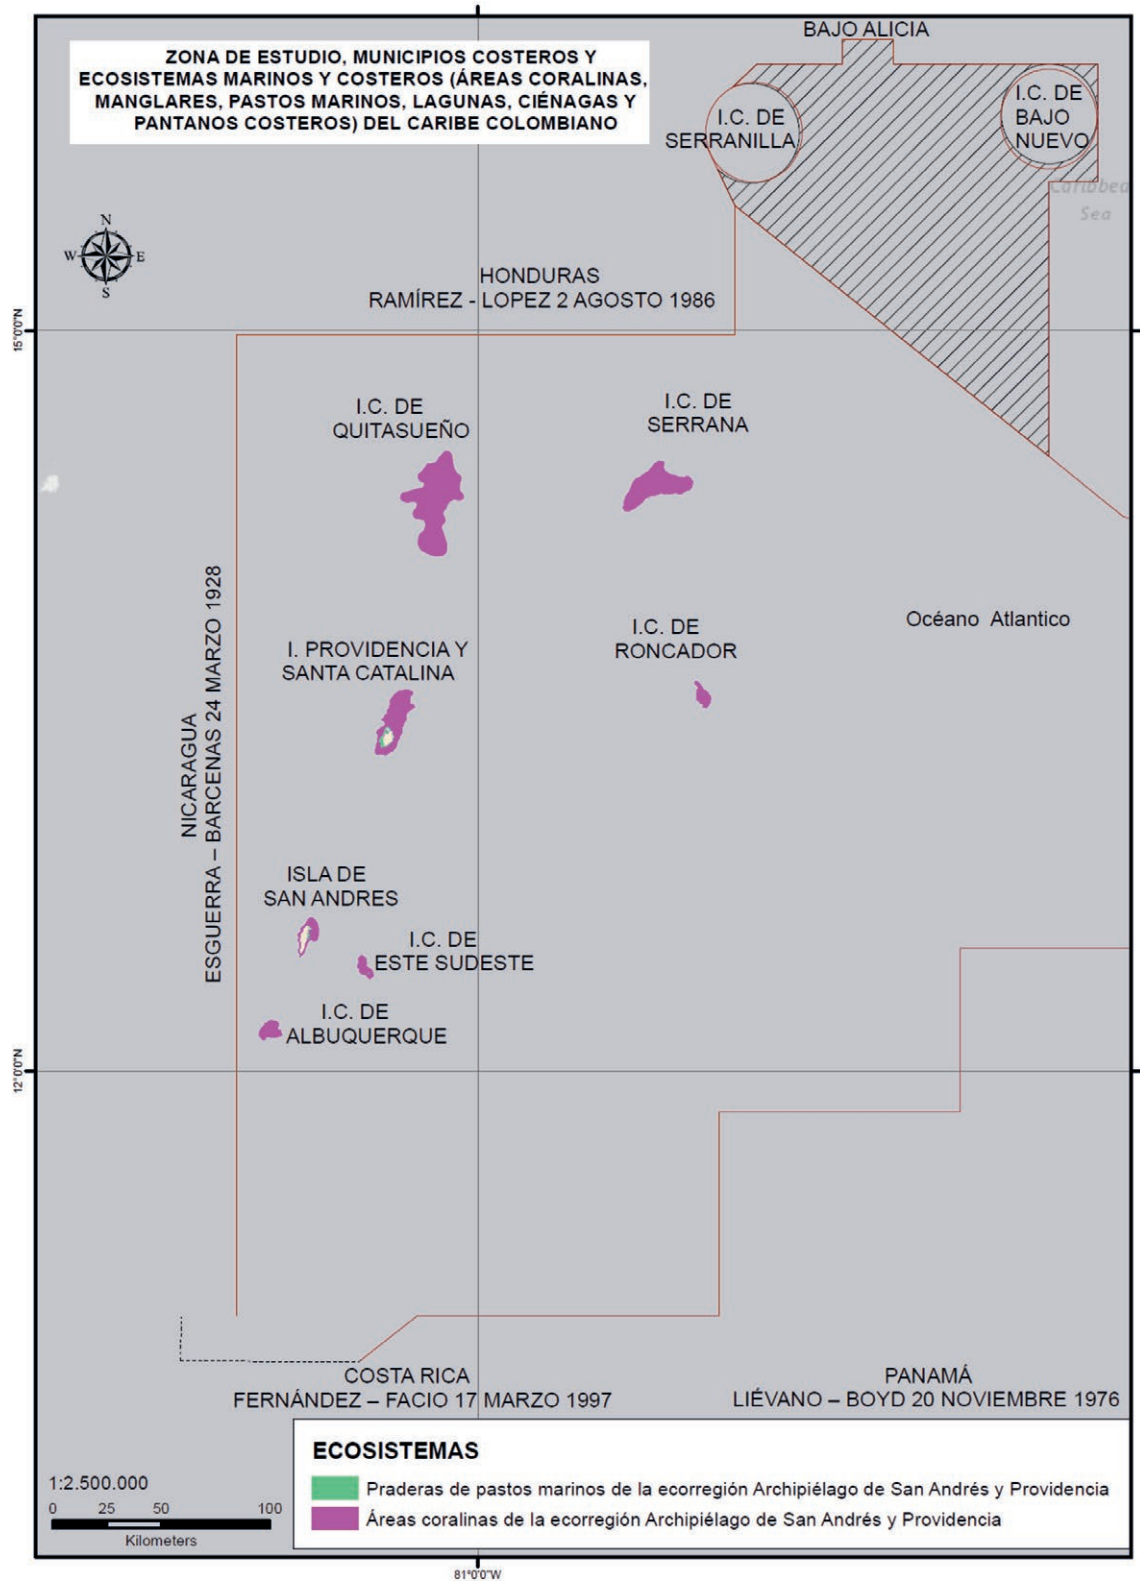 ZONA DE ESTUDIO, MUNICIPIOS COSTEROS Y
ECOSISTEMAS MARINOS Y COSTEROS (ÁREAS CORALINAS,
MANGLARES, PASTOS MARINOS, LAGUNAS, CIÉNAGAS Y
PANTANOS COSTEROS) DEL CARIBE COLOMBIANO
BAJO ALICIA
I.C. DE
SERRANILLA
I.C. DE
BAJO
NUEVO
Caribbea
Sea
N
W
E
S
HONDURAS
RAMÍREZ - LOPEZ 2 AGOSTO 1986
15°0'0"N
I.C. DE
QUITASUEÑO
I.C. DE
SERRANA
NICARAGUA
ESGUERRA – BARCENAS 24 MARZO 1928
I. PROVIDENCIA Y
SANTA CATALINA
I.C. DE
RONCADOR
Océano Atlantico
ISLA DE
SAN ANDRES
I.C. DE
ESTE SUDESTE
I.C. DE
ALBUQUERQUE
12°0'0"N
COSTA RICA
FERNÁNDEZ – FACIO 17 MARZO 1997
PANAMÁ
LIÉVANO – BOYD 20 NOVIEMBRE 1976
ECOSISTEMAS
Praderas de pastos marinos de la ecorregión Archipiélago de San Andrés y Providencia
Áreas coralinas de la ecorregión Archipiélago de San Andrés y Providencia
1:2.500.000
0 25 50 100
Kilometers
81°0'0"W